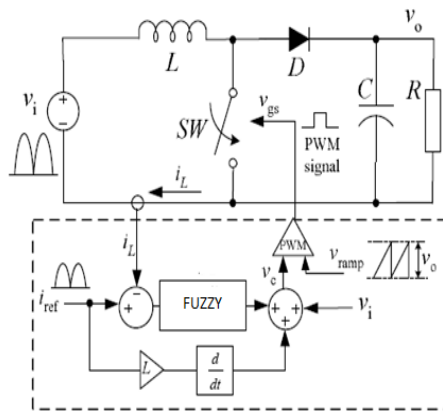 v_o
L
D
C
R
v_i
+
−
SW
v_gs
PWM
signal
i_L
i_L
PWM
v_ramp
v_o
v_c
i_ref
−
+
FUZZY
+
+
+
v_i
L
d
dt